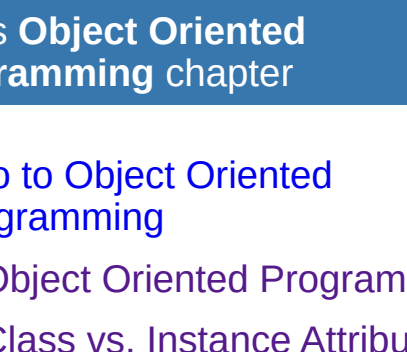 s Object Oriented
ramming chapter
o to Object Oriented
gramming
Object Oriented Program
Class vs. Instance Attribu